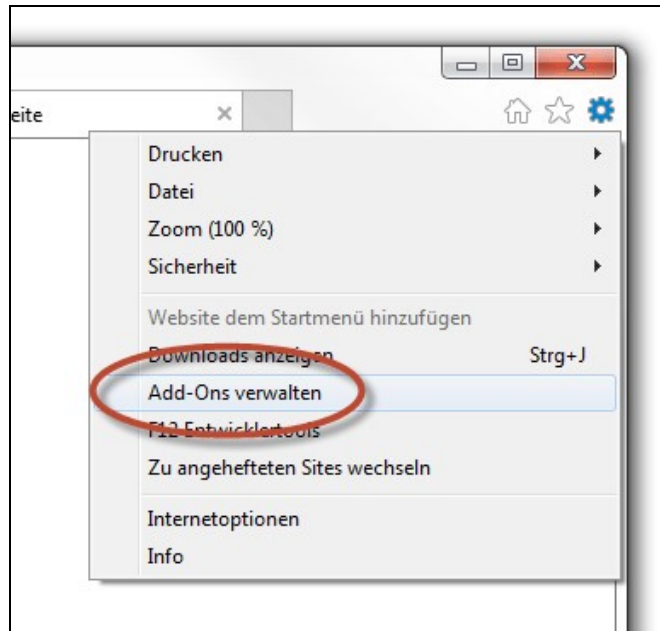 eite
Drucken
Datei
Zoom (100 %)
Sicherheit
Website dem Startmenü hinzufügen
Downloads anzeigen Strg+J
Add-Ons verwalten
F12 Entwicklertools
Zu angehefteten Sites wechseln
Internetoptionen
Info